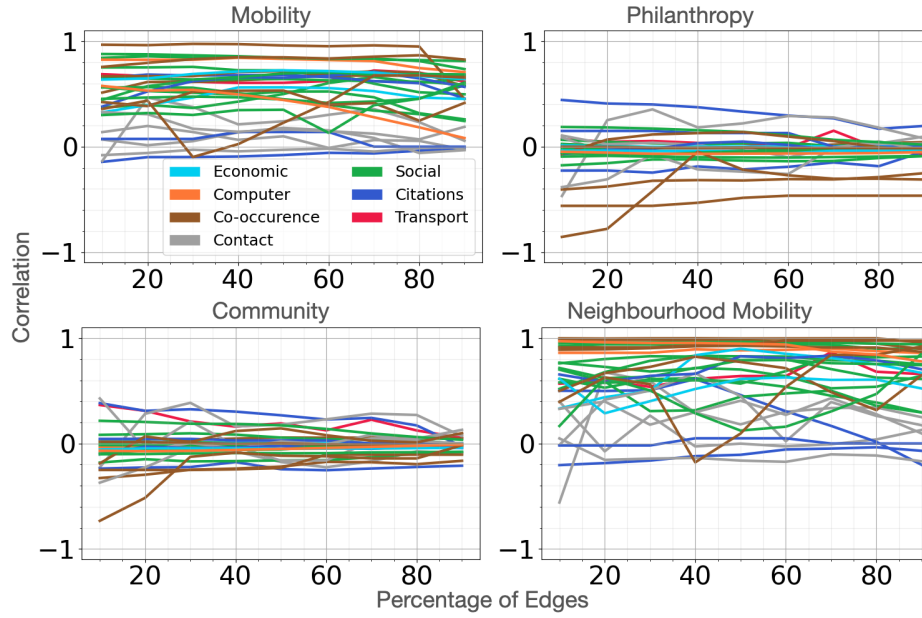 Mobility
Philanthropy
1
0
−1
20
40
60
80
Economic
Computer
Co-occurence
Contact
Social
Citations
Transport
1
0
−1
20
40
60
80
Correlation
Community
Neighbourhood Mobility
1
0
−1
20
40
60
80
1
0
−1
20
40
60
80
Percentage of Edges